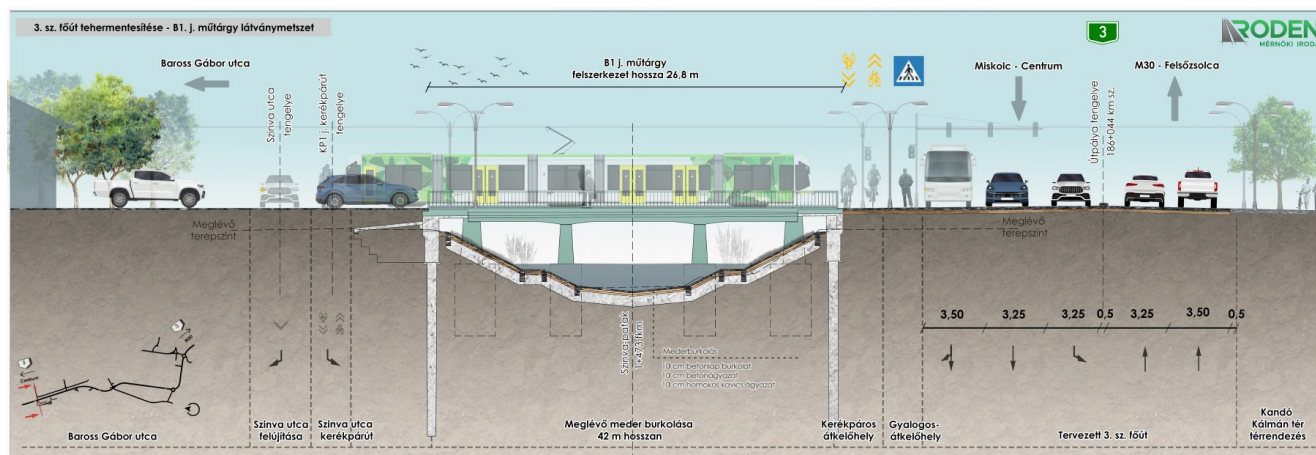 3. sz. főút tehermentesítése - B1. j. műtárgy látványmetszet
3
RODEN
MÉRNÖKI IRODA
Baross Gábor utca
B1 j. műtárgy
felszerkezet hossza 26,8 m
Miskolc - Centrum
M30 - Felsőzsolca
Szinva utca
tengelye
KP1 j. kerékpárút
tengelye
Útpálya tengelye
186+044 km sz.
Meglévő
terepszint
Meglévő
terepszint
3,50
3,25
3,25
0,5
3,25
3,50
0,5
Szinva-patak
1+473 fkm
Mederburkolás
10 cm betonlap burkolat
10 cm betonágyazat
10 cm homokos kavics ágyazat
3
Centrum
3
Baross Gábor utca
Szinva utca
felújítása
Szinva utca
kerékpárút
Meglévő meder burkolása
42 m hosszan
Kerékpáros
átkelőhely
Gyalogos-
átkelőhely
Tervezett 3. sz. főút
Kandó
Kálmán tér
térrendezés